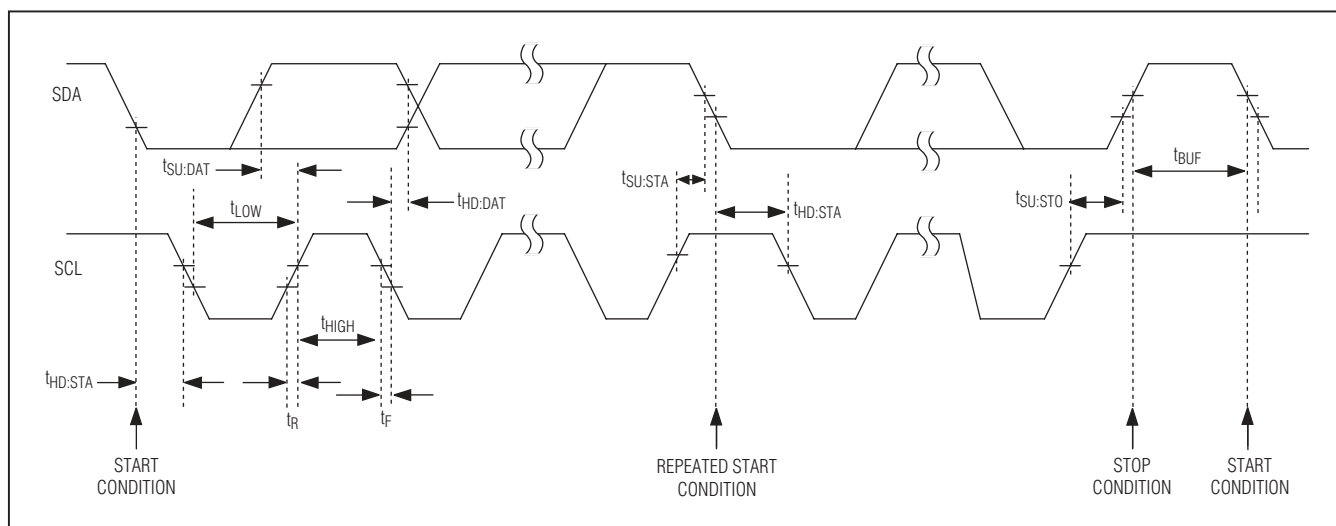 SDA
tSU:DAT
tLOW
tHD:DAT
tSU:STA
tHD:STA
tSU:STO
tBUF
SCL
tHIGH
tHD:STA
tR
tF
START
CONDITION
REPEATED START
CONDITION
STOP
CONDITION
START
CONDITION